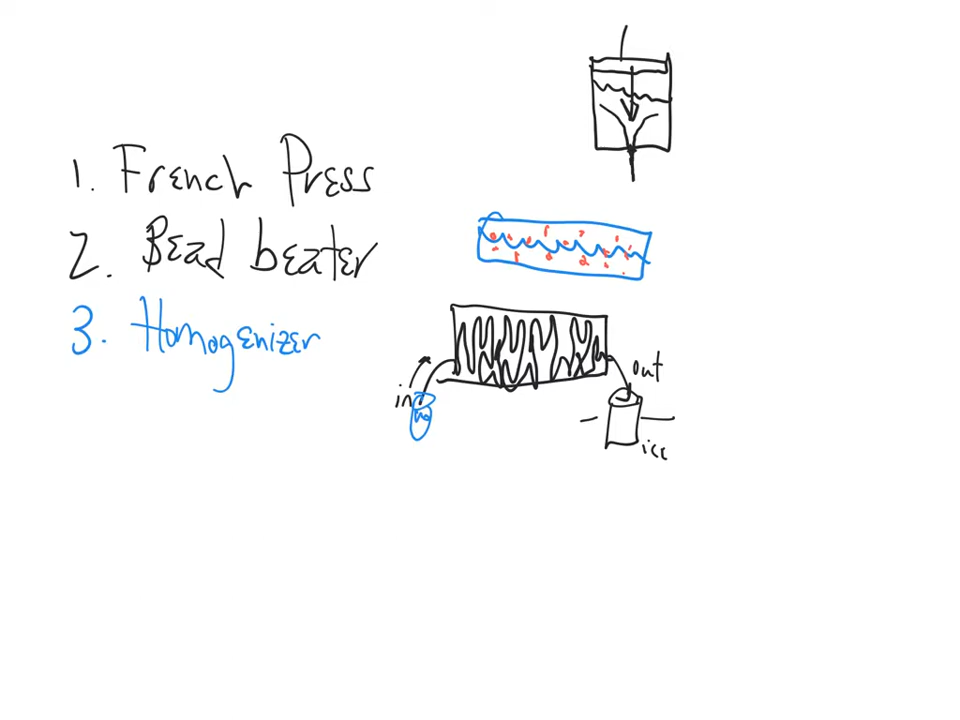 1. French Press
2. Bead beater
3. Homogenizer
in
out
ice